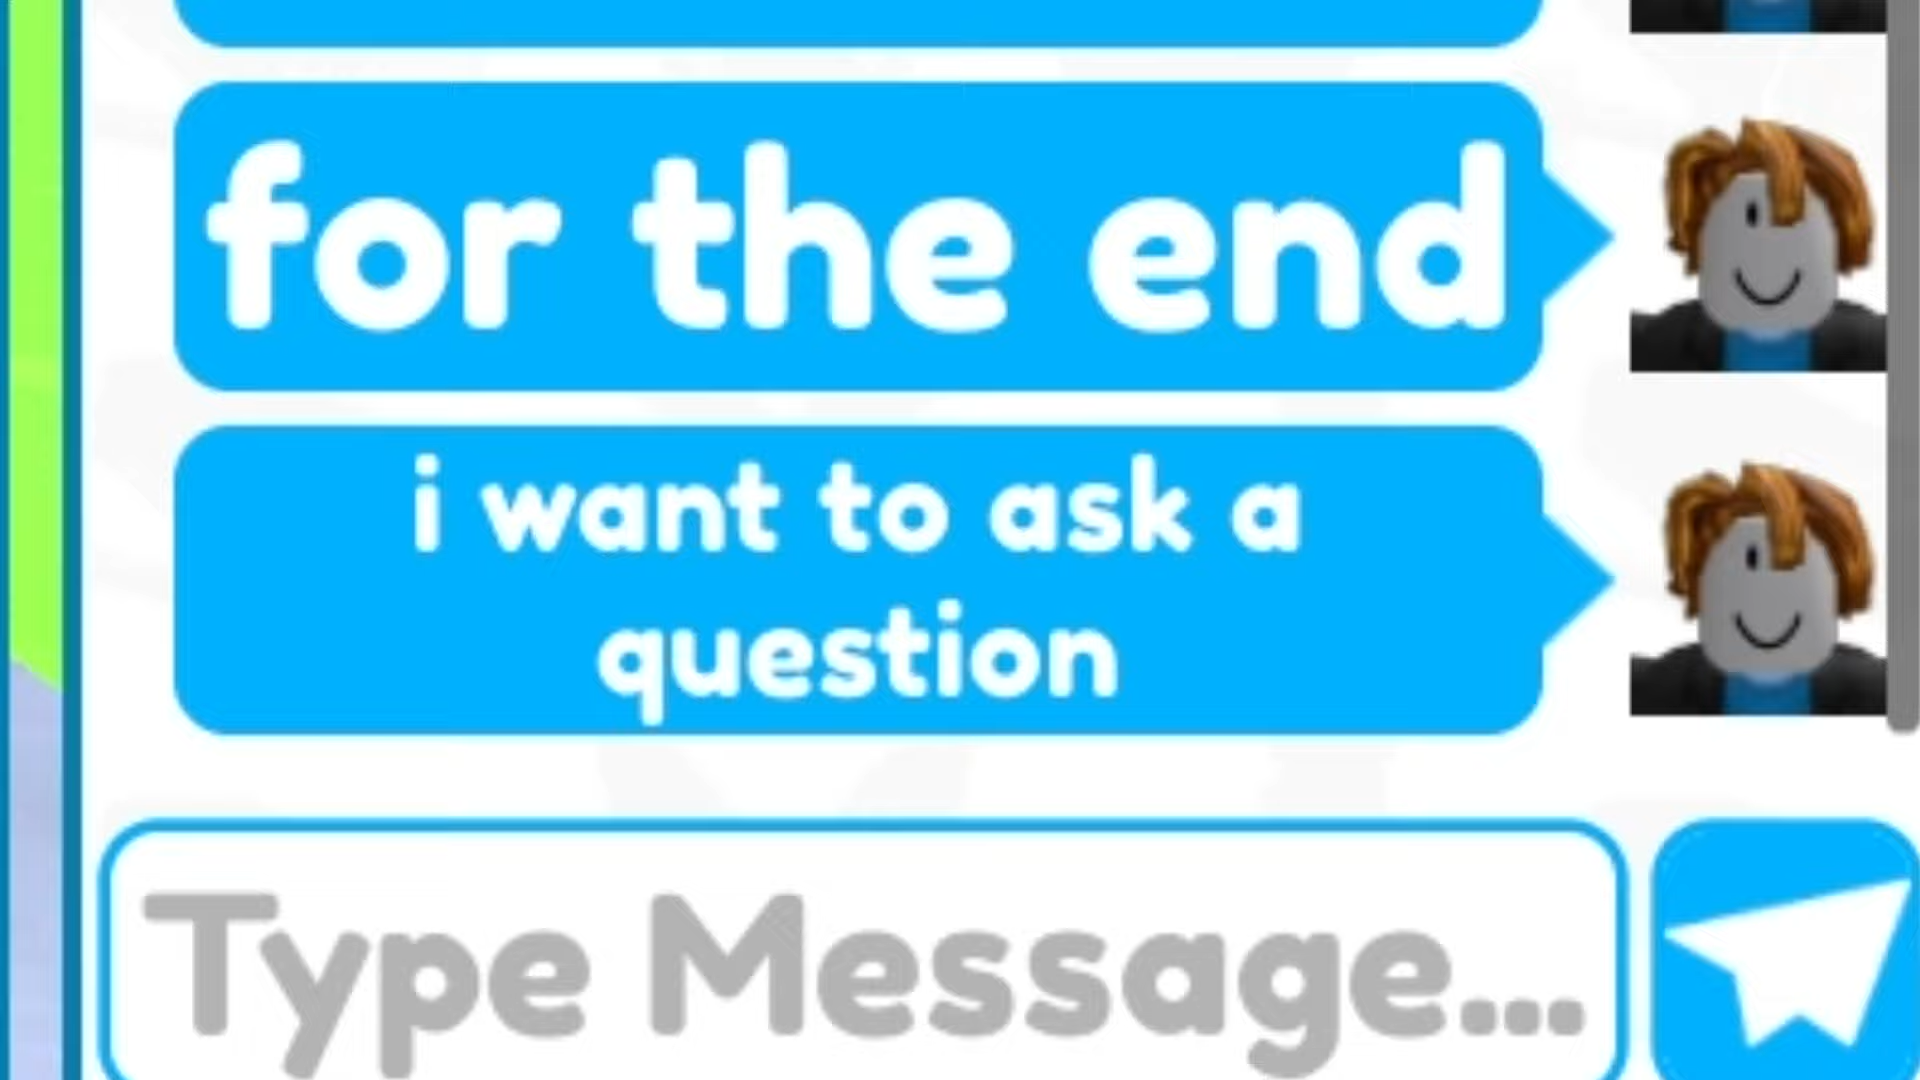 for the end
i want to ask a
question
Type Message...